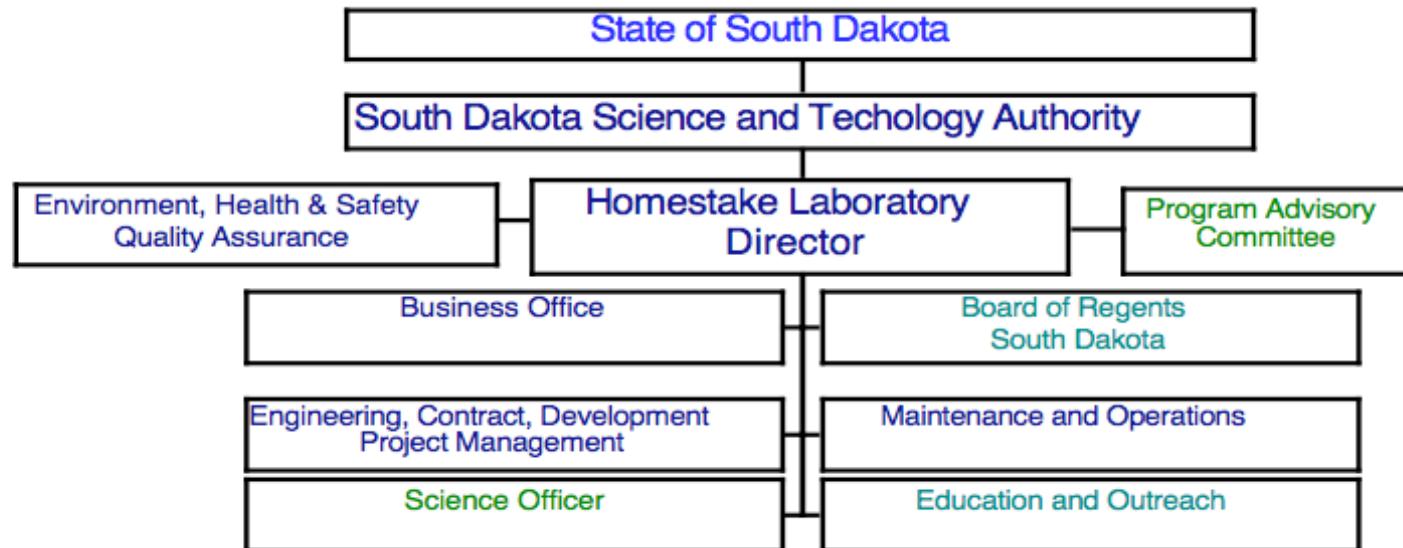 State of South Dakota
South Dakota Science and Techology Authority
Environment, Health & Safety
Quality Assurance
Homestake Laboratory
Director
Program Advisory
Committee
Business Office
Board of Regents
South Dakota
Engineering, Contract, Development
Project Management
Maintenance and Operations
Science Officer
Education and Outreach